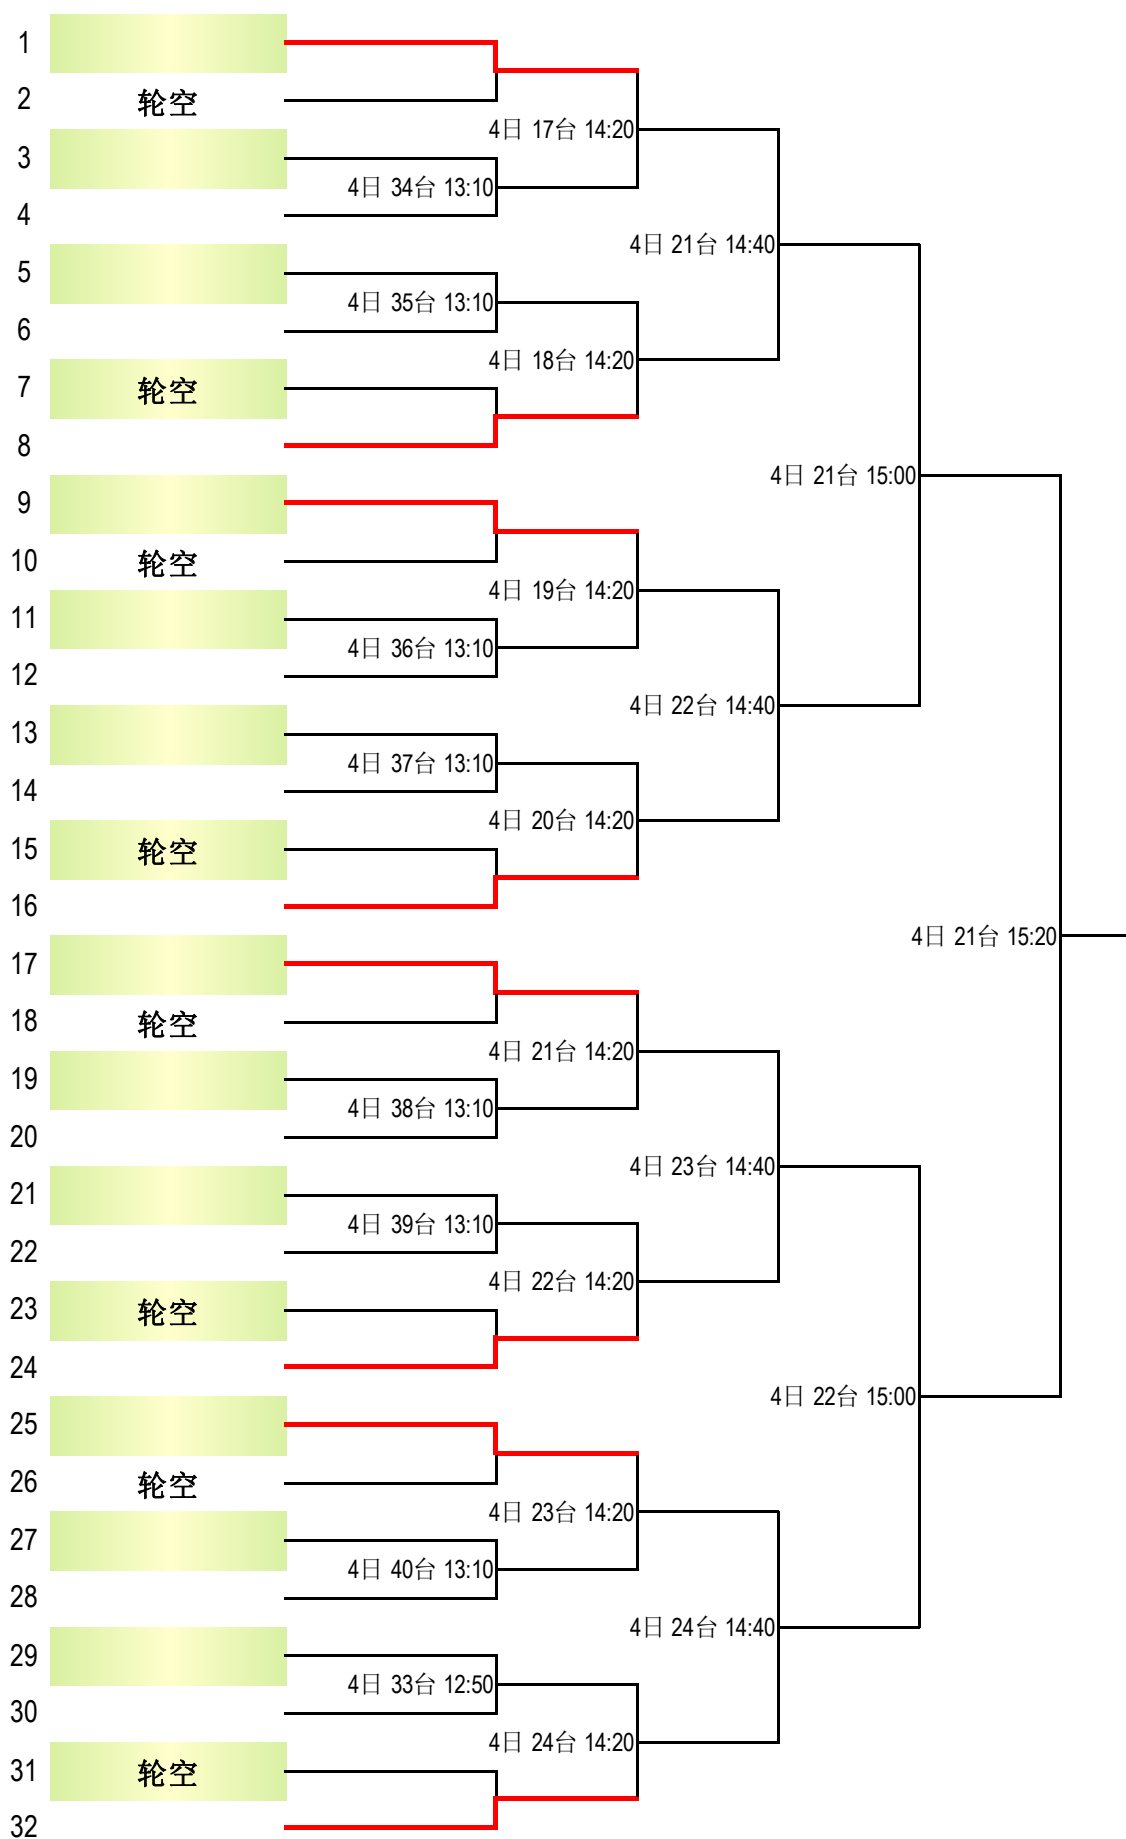 1
2 轮空
4日 17台 14:20
3
4日 34台 13:10
4
4日 21台 14:40
5
4日 35台 13:10
6
4日 18台 14:20
7 轮空
8
4日 21台 15:00
9
10 轮空
4日 19台 14:20
11
4日 36台 13:10
12
4日 22台 14:40
13
4日 37台 13:10
14
4日 20台 14:20
15 轮空
16
4日 21台 15:20
17
18 轮空
4日 21台 14:20
19
4日 38台 13:10
20
4日 23台 14:40
21
4日 39台 13:10
22
4日 22台 14:20
23 轮空
24
4日 22台 15:00
25
26 轮空
4日 23台 14:20
27
4日 40台 13:10
28
4日 24台 14:40
29
4日 33台 12:50
30
4日 24台 14:20
31 轮空
32